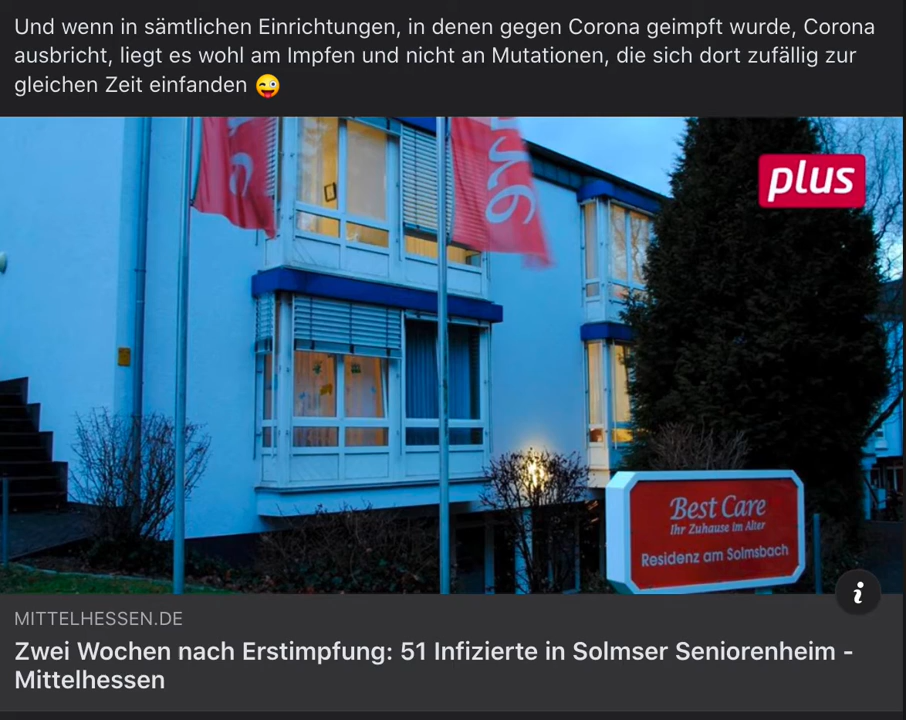 Und wenn in sämtlichen Einrichtungen, in denen gegen Corona geimpft wurde, Corona
ausbricht, liegt es wohl am Impfen und nicht an Mutationen, die sich dort zufällig zur
gleichen Zeit einfanden 😜
plus
Best Care
Ihr Zuhause im Alter
Residenz am Solmsbach
i
MITTELHESSEN.DE
Zwei Wochen nach Erstimpfung: 51 Infizierte in Solmser Seniorenheim -
Mittelhessen